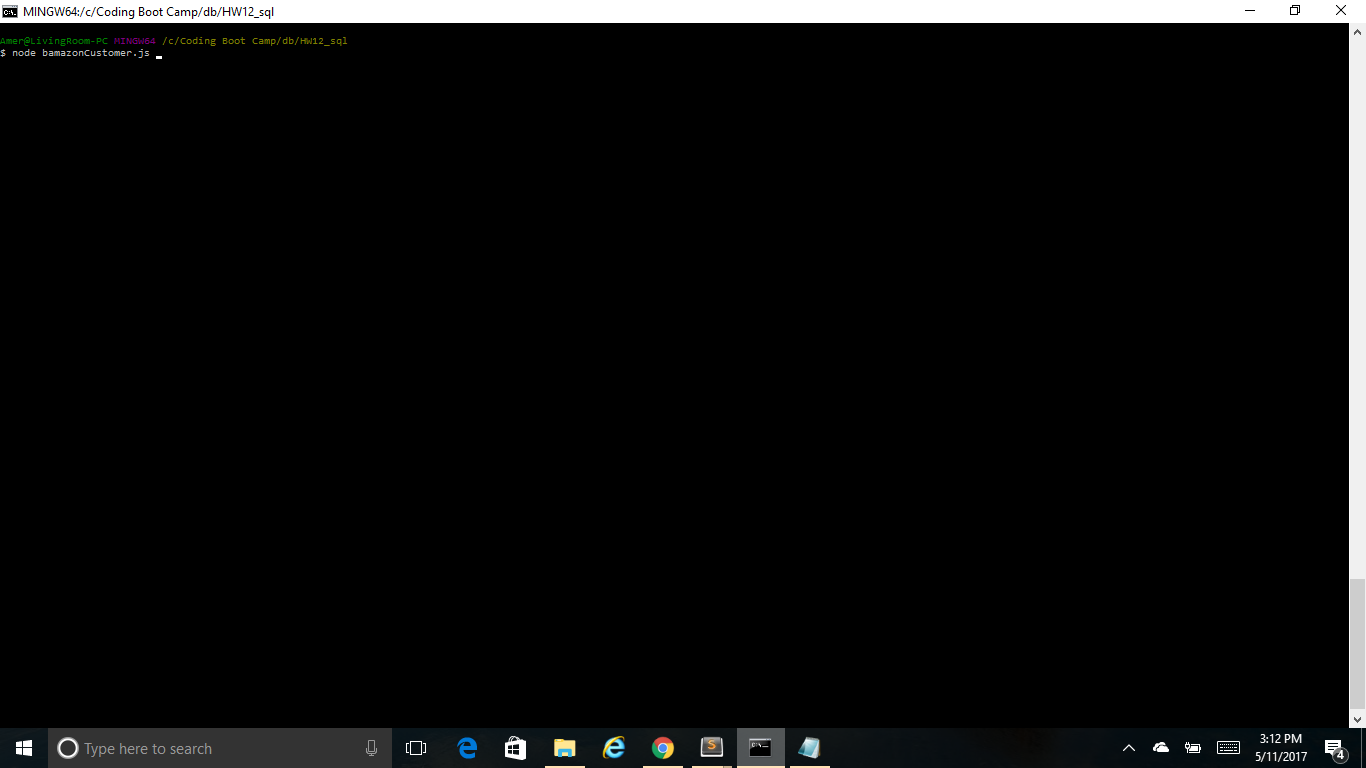 MINGW64:/c/Coding Boot Camp/db/HW12_sql
Amer@LivingRoom-PC MINGW64 /c/Coding Boot Camp/db/HW12_sql
$ node bamazonCustomer.js
Type here to search
3:12 PM
5/11/2017
4